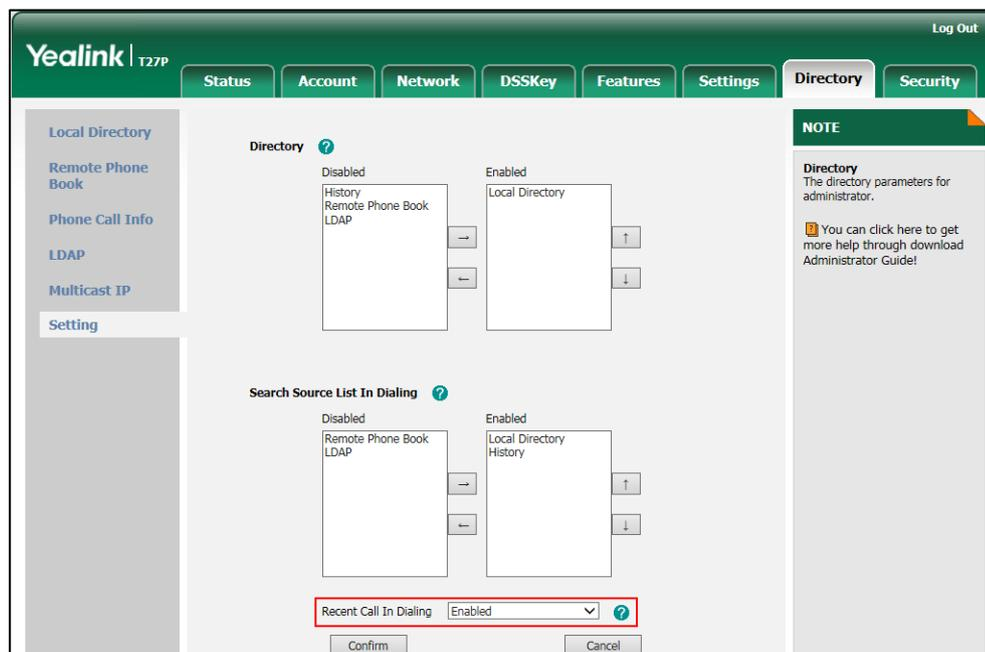 Log Out
Yealink | T27P
Status
Account
Network
DSSKey
Features
Settings
Directory
Security
Local Directory
Remote Phone
Book
Phone Call Info
LDAP
Multicast IP
Setting
Directory ?
Disabled
Enabled
History
Remote Phone Book
LDAP
Local Directory
→
←
↑
↓
Search Source List In Dialing ?
Disabled
Enabled
Remote Phone Book
LDAP
Local Directory
History
→
←
↑
↓
Recent Call In Dialing Enabled ?
Confirm
Cancel
NOTE
Directory
The directory parameters for
administrator.
? You can click here to get
more help through download
Administrator Guide!